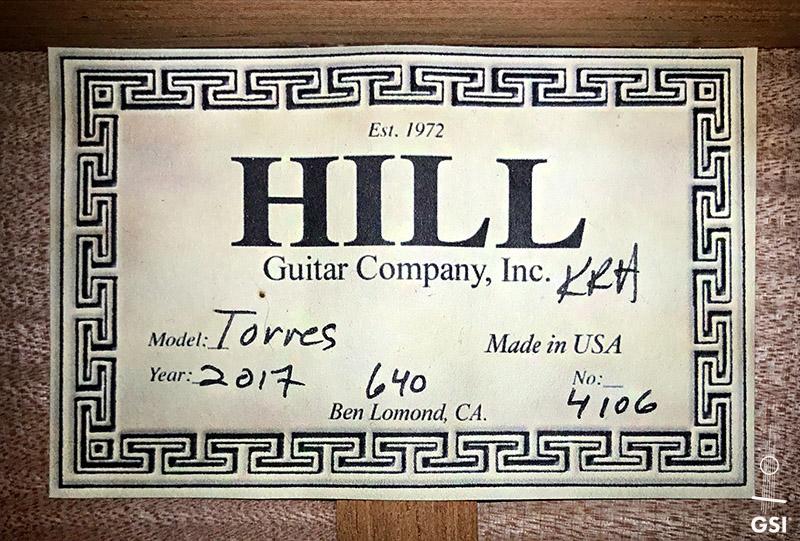 Est. 1972
HILL
Guitar Company, Inc. KRH
Model: Torres
Made in USA
Year: 2017
640
No: 4106
Ben Lomond, CA.
GSI